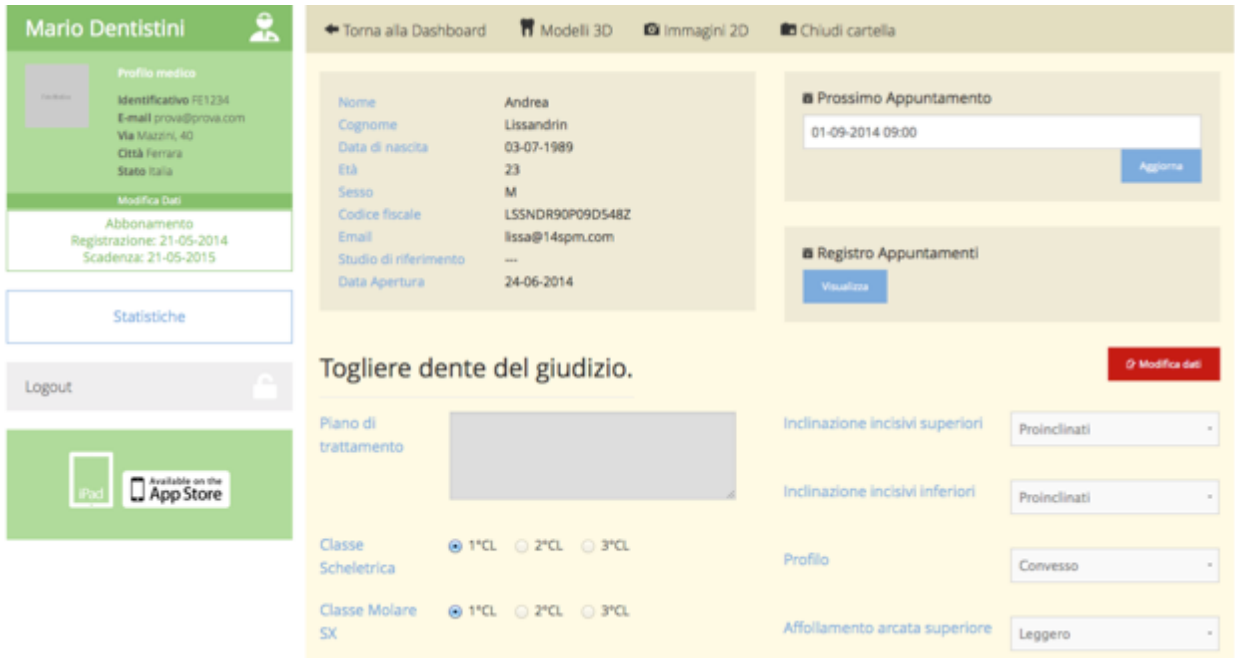 Mario Dentistini
Profilo medico
Identificativo FE1234
E-mail prova@prova.com
Via Mazzini, 40
Città Ferrara
Stato Italia
Modifica Dati
Abbonamento
Registrazione: 21-05-2014
Scadenza: 21-05-2015
Statistiche
Logout
iPad
Available on the
App Store
Torna alla Dashboard Modelli 3D Immagini 2D Chiudi cartella
Nome Andrea
Cognome Lissandrin
Data di nascita 03-07-1989
Età 23
Sesso M
Codice fiscale LSSNDR90P09D548Z
Email lissa@14spm.com
Studio di riferimento ---
Data Apertura 24-06-2014
Prossimo Appuntamento
01-09-2014 09:00
Aggiorna
Registro Appuntamenti
Visualizza
Togliere dente del giudizio.
Modifica dati
Piano di
trattamento
Classe
Scheletrica
1°CL 2°CL 3°CL
Classe Molare
SX
1°CL 2°CL 3°CL
Inclinazione incisivi superiori Proinclinati
Inclinazione incisivi inferiori Proinclinati
Profilo Convesso
Affollamento arcata superiore Leggero